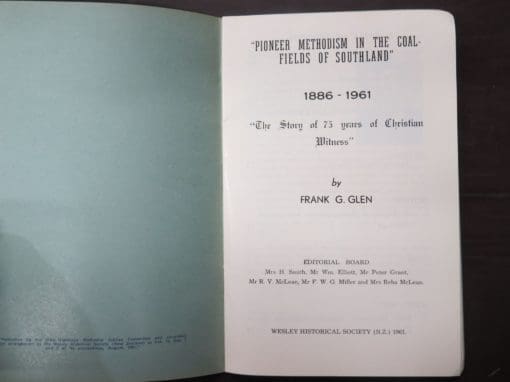 "PIONEER METHODISM IN THE COAL-
FIELDS OF SOUTHLAND"
1886 - 1961
"The Story of 75 years of Christian
Witness"
by
FRANK G. GLEN
EDITORIAL BOARD
Mrs H. Smith, Mr Wm. Elliott, Mr Peter Grant,
Mr R. V. McLean, Mr F. W. G. Miller and Mrs Reba McLean.
WESLEY HISTORICAL SOCIETY (N.Z.) 1961.